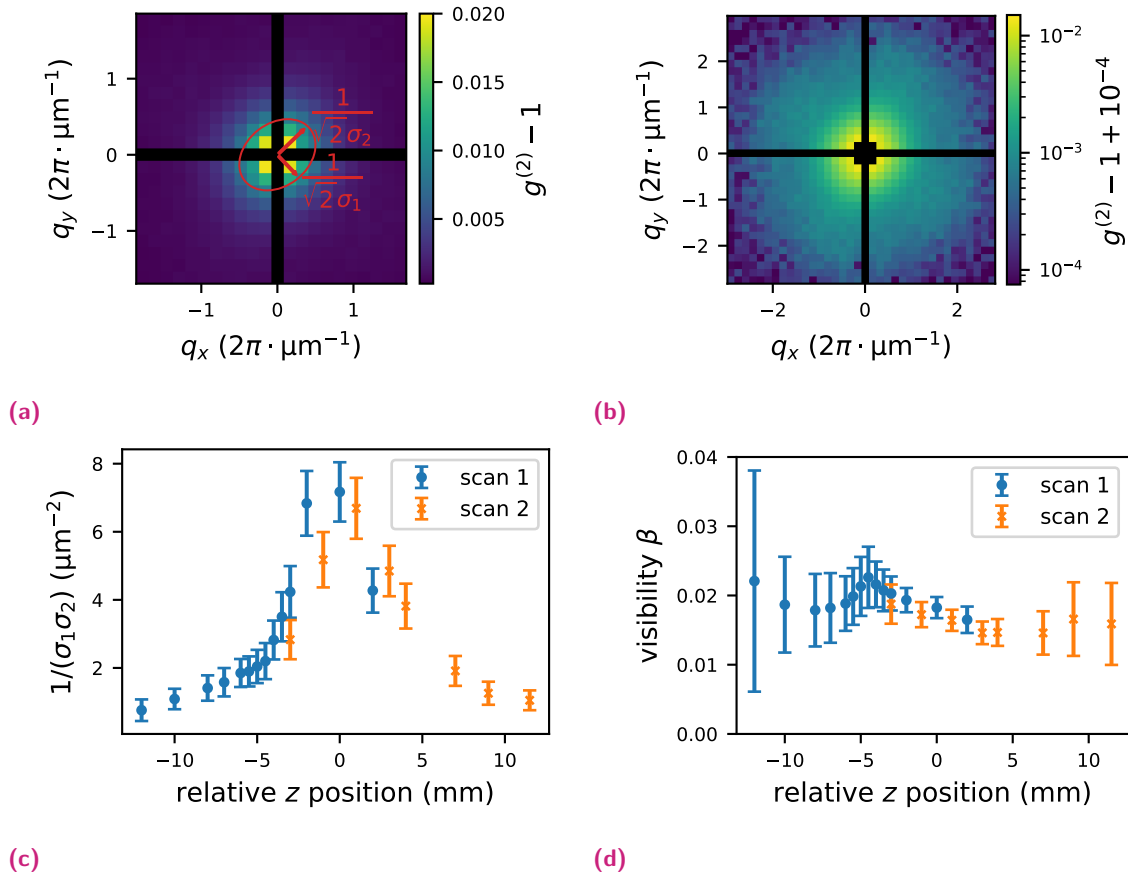 1
0
−1
−1
0
1
q_y (2π · µm⁻¹)
q_x (2π · µm⁻¹)
1/(√2 σ₂)
1/(√2 σ₁)
0.020
0.015
0.010
0.005
g⁽²⁾ − 1
(a)
2
1
0
−1
−2
−2
0
2
q_y (2π · µm⁻¹)
q_x (2π · µm⁻¹)
10⁻²
10⁻³
10⁻⁴
g⁽²⁾ − 1 + 10⁻⁴
(b)
8
6
4
2
1/(σ₁σ₂) (µm⁻²)
scan 1
scan 2
−10
−5
0
5
10
relative z position (mm)
(c)
0.04
0.03
0.02
0.01
0.00
visibility β
scan 1
scan 2
−10
−5
0
5
10
relative z position (mm)
(d)